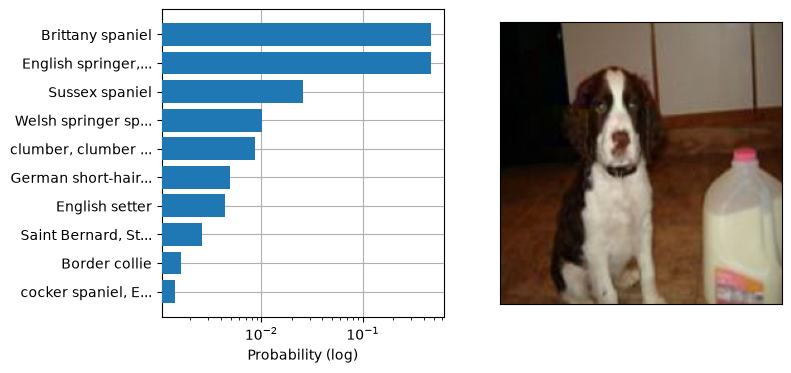 Brittany spaniel
English springer,...
Sussex spaniel
Welsh springer sp...
clumber, clumber ...
German short-hair...
English setter
Saint Bernard, St...
Border collie
cocker spaniel, E...
10⁻² 10⁻¹
Probability (log)